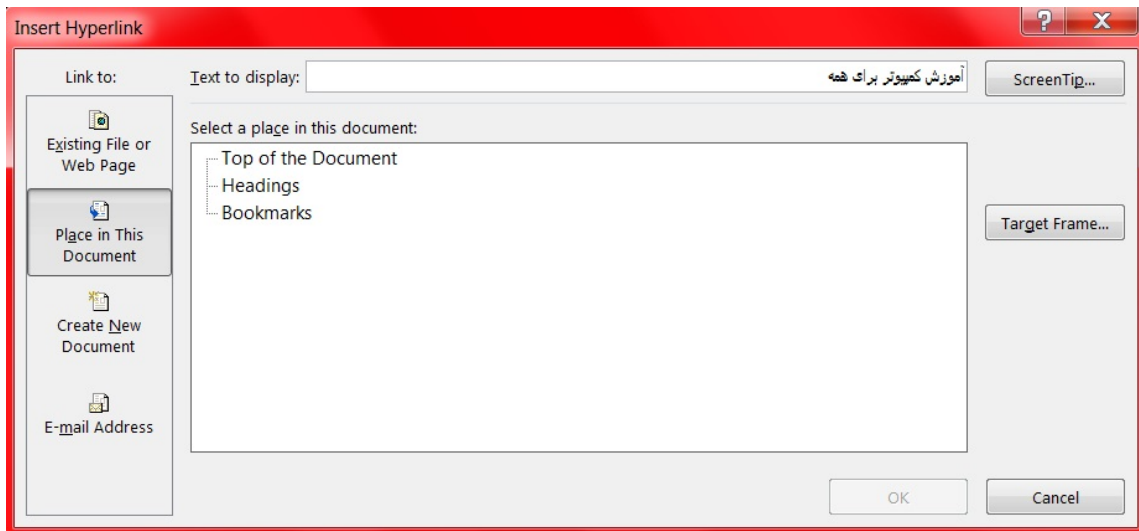 Insert Hyperlink
Link to:
Text to display: آموزش کمپیوتر برای همه
ScreenTip...
Existing File or
Web Page
Select a place in this document:
Top of the Document
Headings
Bookmarks
Place in This
Document
Target Frame...
Create New
Document
E-mail Address
OK
Cancel